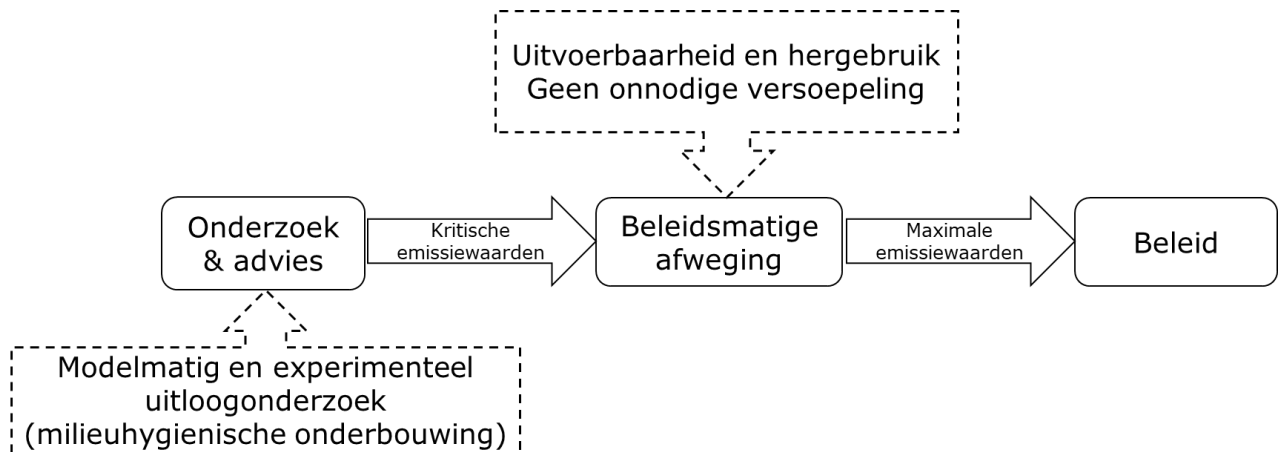 Uitvoerbaarheid en hergebruik
Geen onnodige versoepeling
Onderzoek
& advies
Kritische
emissiewaarden
Beleidsmatige
afweging
Maximale
emissiewaarden
Beleid
Modelmatig en experimenteel
uitloogonderzoek
(milieuhygienische onderbouwing)